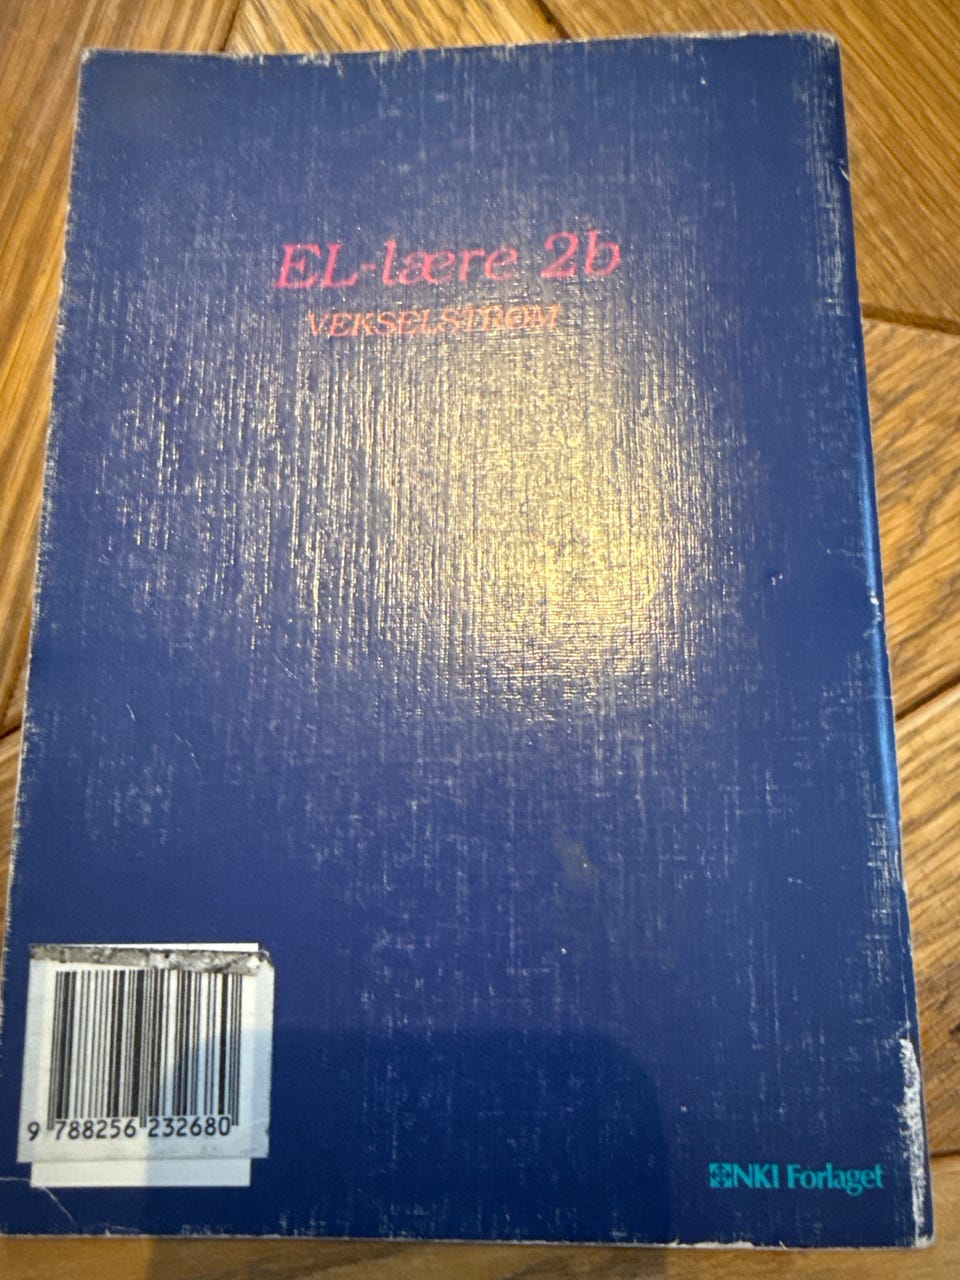 EL-lære 2b
VEKSELSTRØM
9 788256 232680
NKI Forlaget